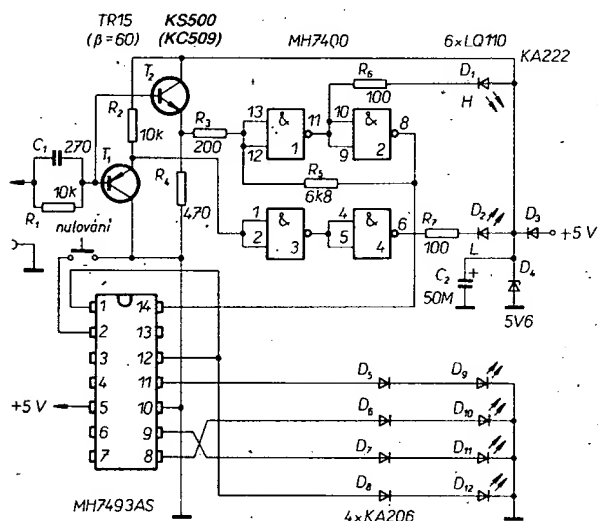 TR15 KS500 MH7400 6×LQ110
(β=60) (KC509) KA222
T₂
R₆ D₁
100 H
R₂ R₃ 13 & 11 10 & 8
10k 200 12 1 9 2
C₁ 270 T₁
R₅
6k8
R₄
470
10k
R₁
nulování
1 & 4 & 6 R₇ D₂ D₃
2 3 5 4 100 L +5 V
C₂ + D₄
50M 5V6
1 14
2 13
3 12
4 11 D₅ D₉
+5 V 5 10 D₆ D₁₀
6 9 D₇ D₁₁
7 8 D₈ D₁₂
MH7493AS 4×KA206